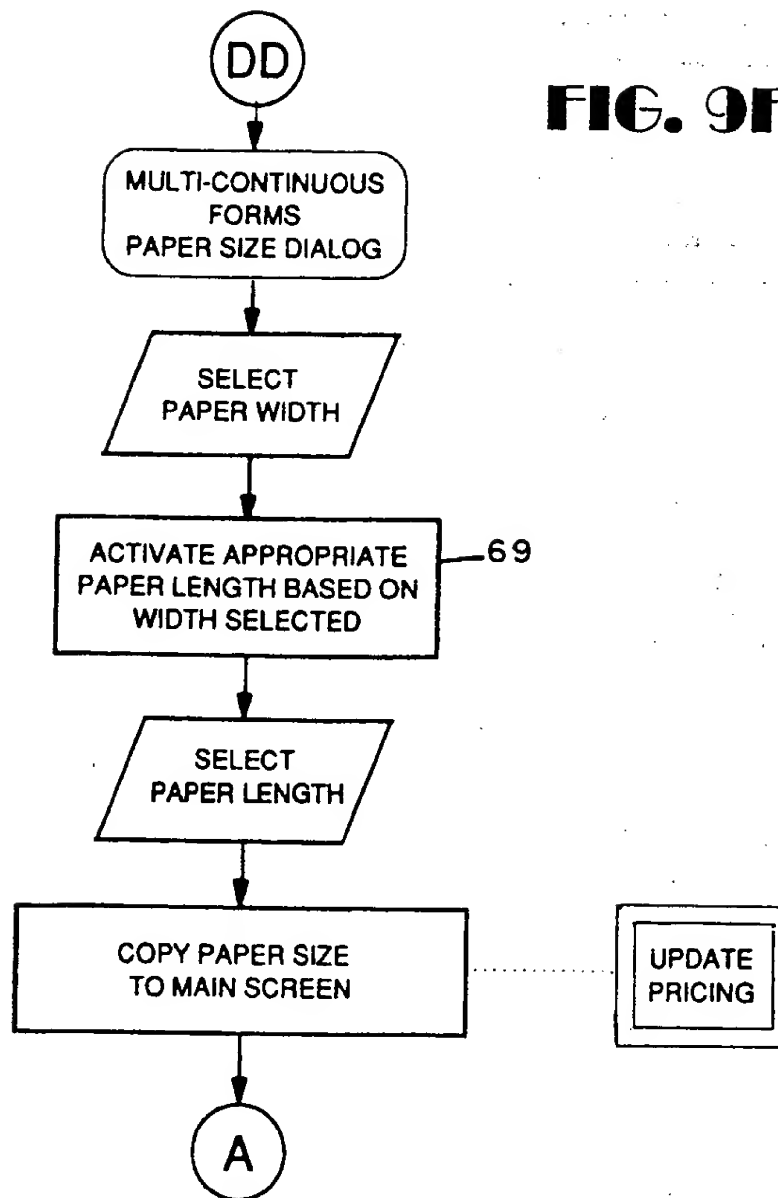 DD
FIG. 9F
MULTI-CONTINUOUS
FORMS
PAPER SIZE DIALOG
SELECT
PAPER WIDTH
ACTIVATE APPROPRIATE
PAPER LENGTH BASED ON
WIDTH SELECTED
69
SELECT
PAPER LENGTH
COPY PAPER SIZE
TO MAIN SCREEN
UPDATE
PRICING
A